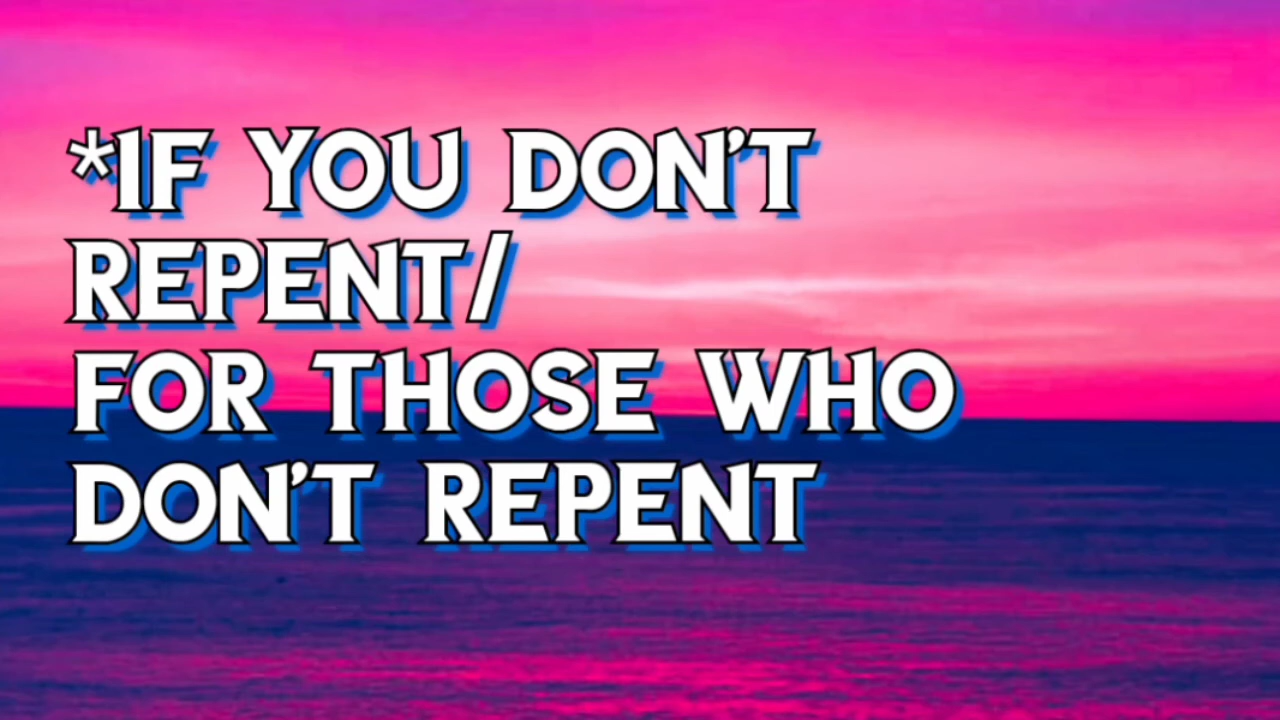 *IF YOU DON'T
REPENT/
FOR THOSE WHO
DON'T REPENT